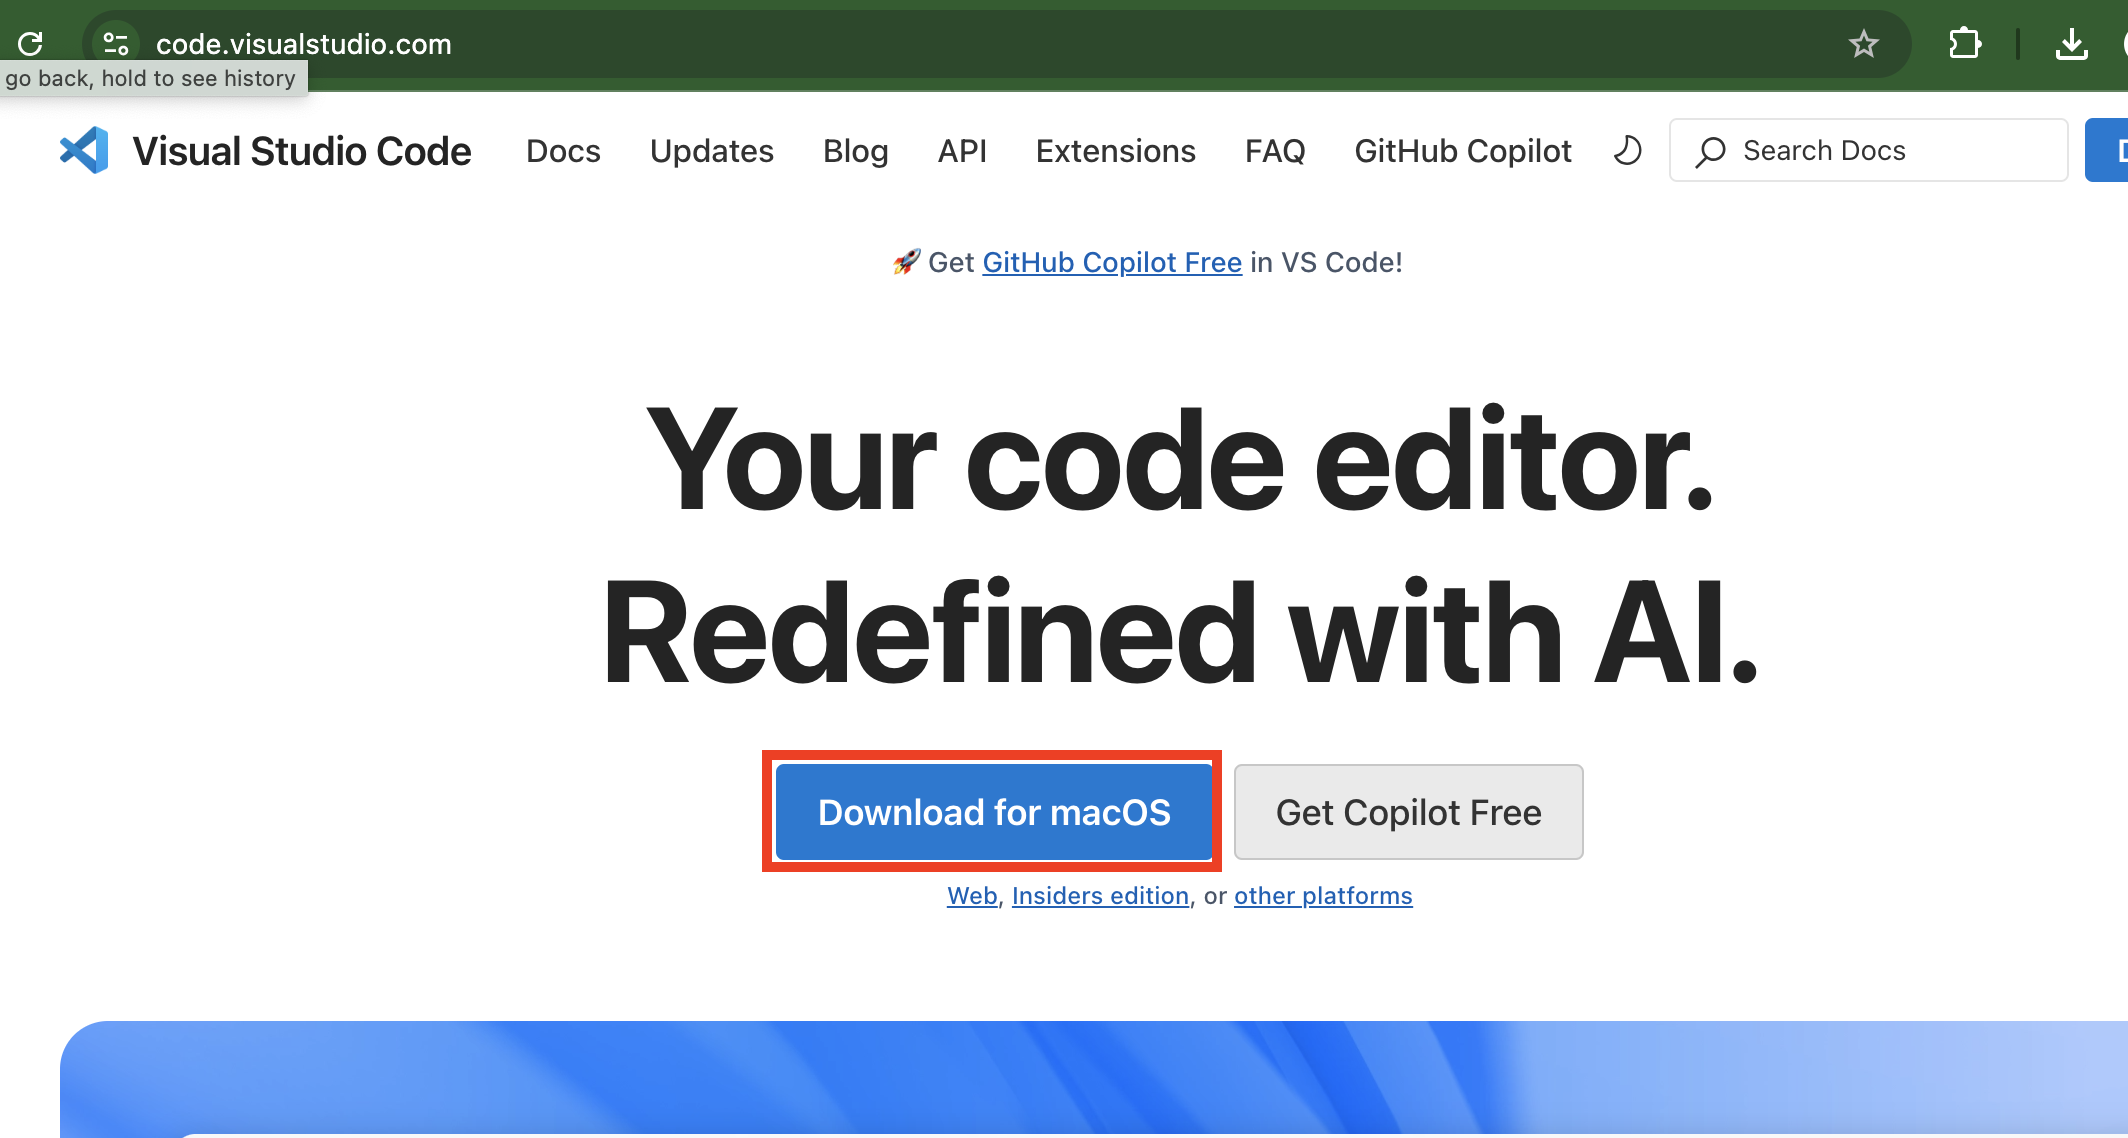 code.visualstudio.com
go back, hold to see history
Visual Studio Code Docs Updates Blog API Extensions FAQ GitHub Copilot Search Docs
🚀 Get GitHub Copilot Free in VS Code!
Your code editor.
Redefined with AI.
Download for macOS Get Copilot Free
Web, Insiders edition, or other platforms